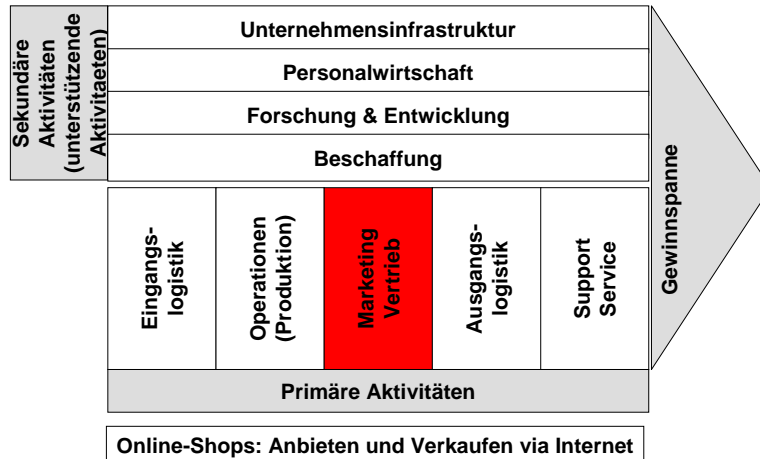 Sekundäre
Aktivitäten
(unterstützende
Aktivitaeten)
Unternehmensinfrastruktur
Personalwirtschaft
Forschung & Entwicklung
Beschaffung
Eingangs-
logistik
Operationen
(Produktion)
Marketing
Vertrieb
Ausgangs-
logistik
Support
Service
Gewinnspanne
Primäre Aktivitäten
Online-Shops: Anbieten und Verkaufen via Internet